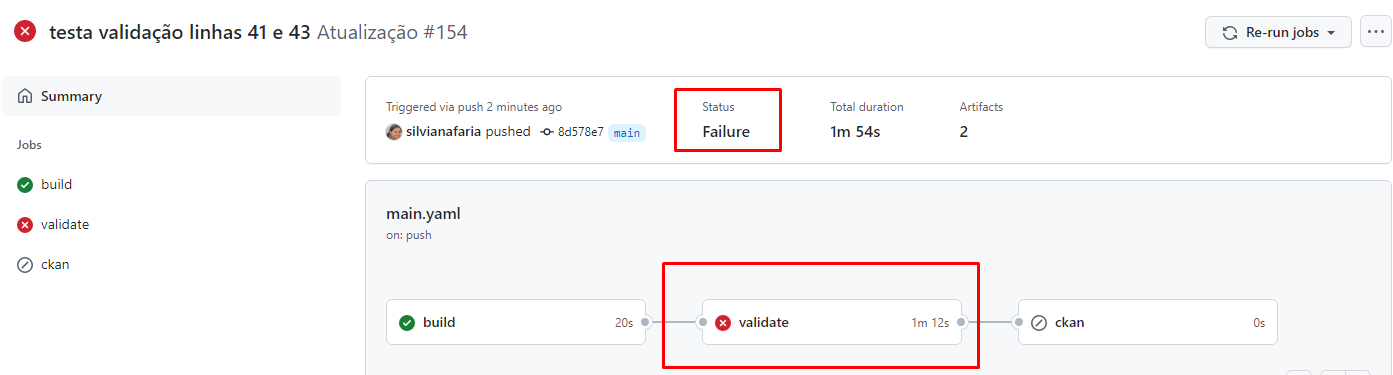 testa validação linhas 41 e 43 Atualização #154
Re-run jobs
Summary
Jobs
build
validate
ckan
Triggered via push 2 minutes ago
silvianafaria pushed 8d578e7 main
Status
Failure
Total duration
1m 54s
Artifacts
2
main.yaml
on: push
build 20s
validate 1m 12s
ckan 0s